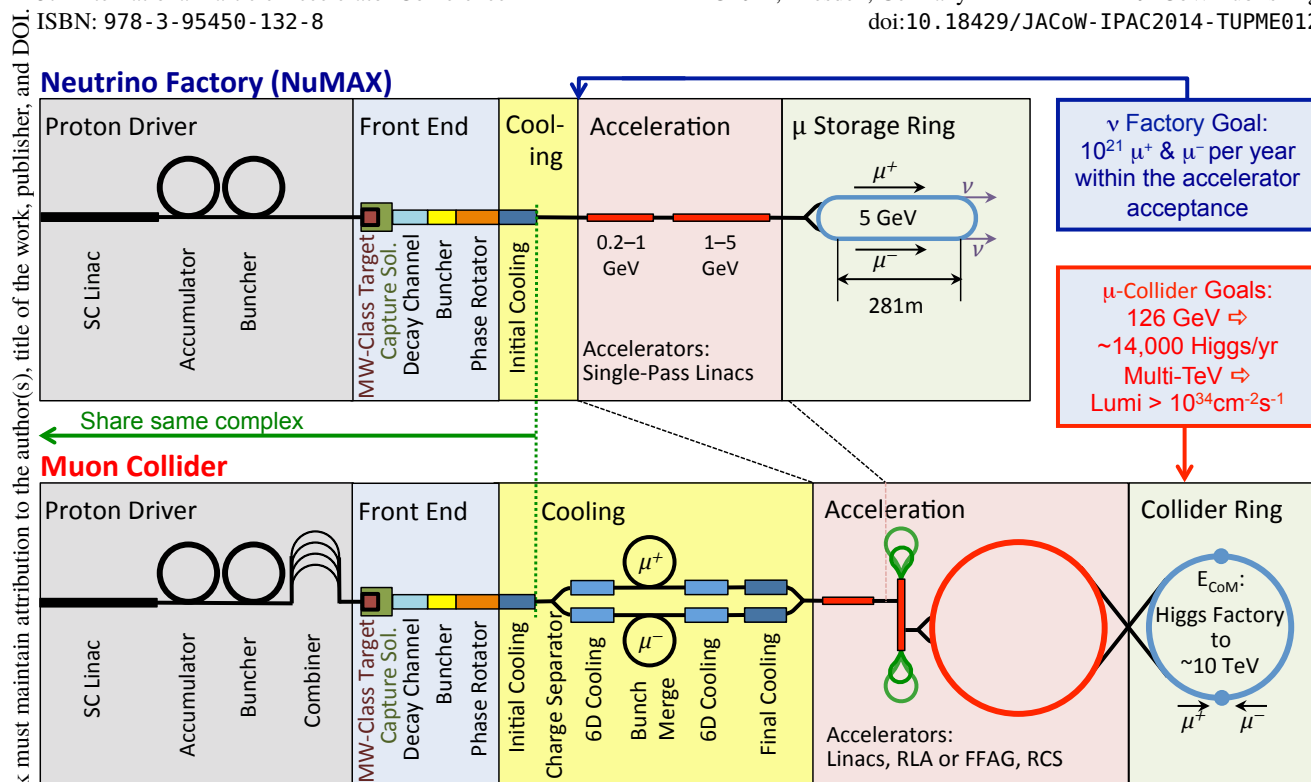 ISBN: 978-3-95450-132-8
doi:10.18429/JACoW-IPAC2014-TUPME012
must maintain attribution to the author(s), title of the work, publisher, and DOI.
Neutrino Factory (NuMAX)
Proton Driver
Front End
Cool-
ing
Acceleration
μ Storage Ring
SC Linac
Accumulator
Buncher
MW-Class Target
Capture Sol.
Decay Channel
Buncher
Phase Rotator
Initial Cooling
0.2–1
GeV
1–5
GeV
Accelerators:
Single-Pass Linacs
μ⁺
5 GeV
μ⁻
ν
ν
281m
ν Factory Goal:
10²¹ μ⁺ & μ⁻ per year
within the accelerator
acceptance
μ-Collider Goals:
126 GeV ⇨
~14,000 Higgs/yr
Multi-TeV ⇨
Lumi > 10³⁴cm⁻²s⁻¹
Share same complex
Muon Collider
Proton Driver
Front End
Cooling
Acceleration
Collider Ring
SC Linac
Accumulator
Buncher
Combiner
MW-Class Target
Capture Sol.
Decay Channel
Buncher
Phase Rotator
Initial Cooling
Charge Separator
6D Cooling
μ⁺
μ⁻
Bunch
Merge
6D Cooling
Final Cooling
Accelerators:
Linacs, RLA or FFAG, RCS
E_CoM:
Higgs Factory
to
~10 TeV
μ⁺
μ⁻